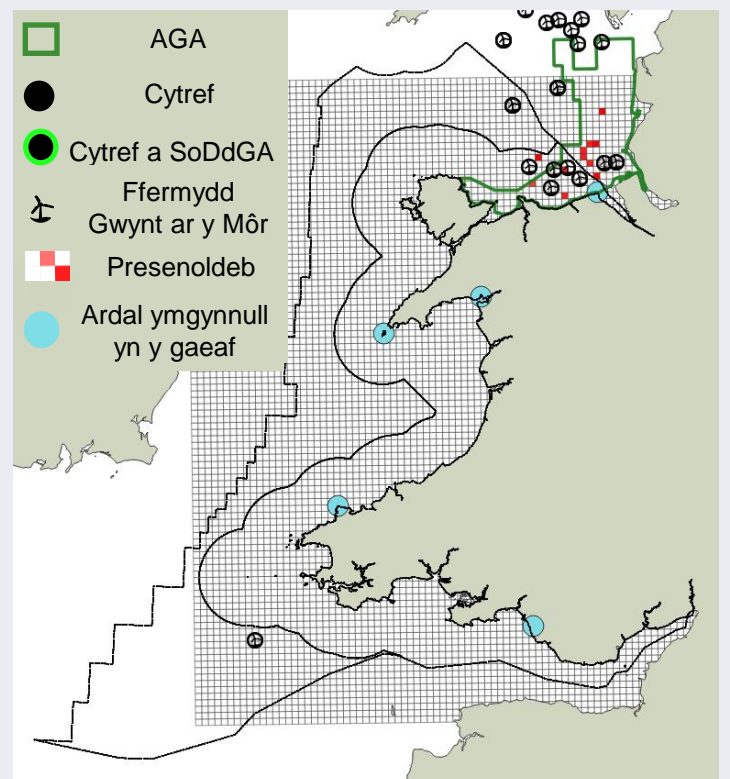 AGA
Cytref
Cytref a SoDdGA
Ffermydd
Gwynt ar y Môr
Presenoldeb
Ardal ymgynnull
yn y gaeaf